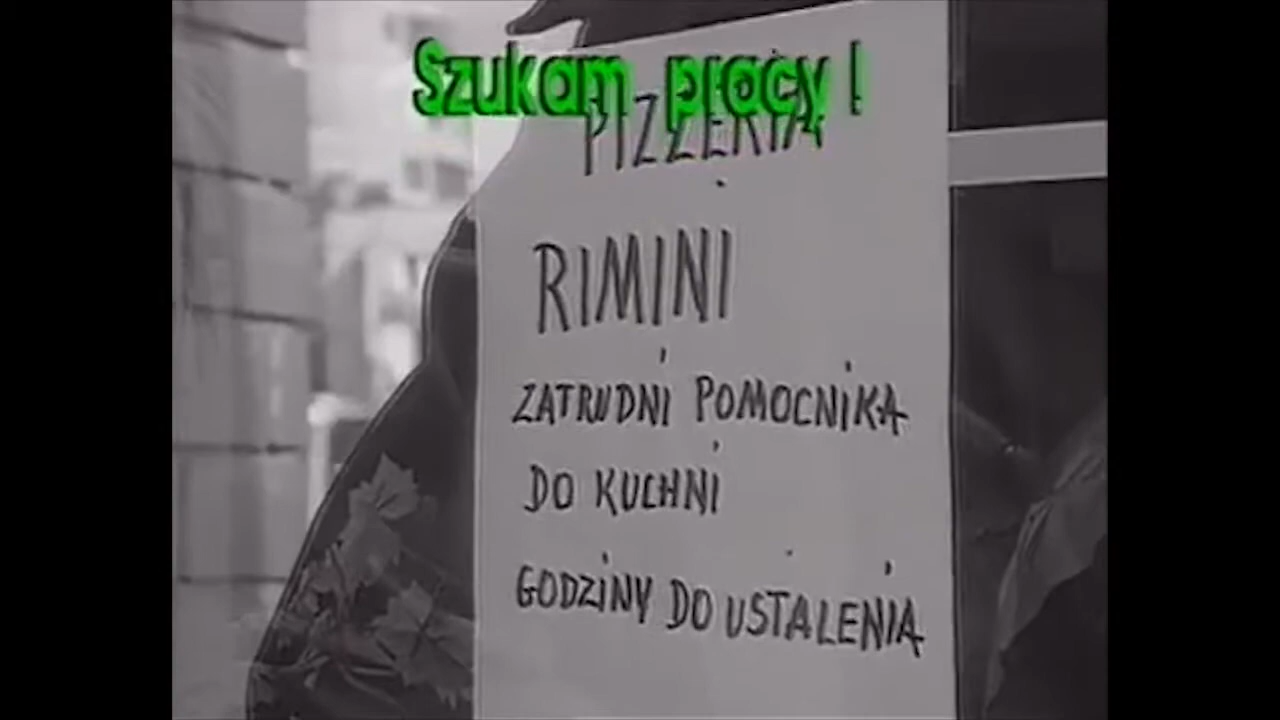 Szukam pracy!
PIZZERIA
RIMINI
ZATRUDNI POMOCNIKA
DO KUCHNI
GODZINY DO USTALENIA